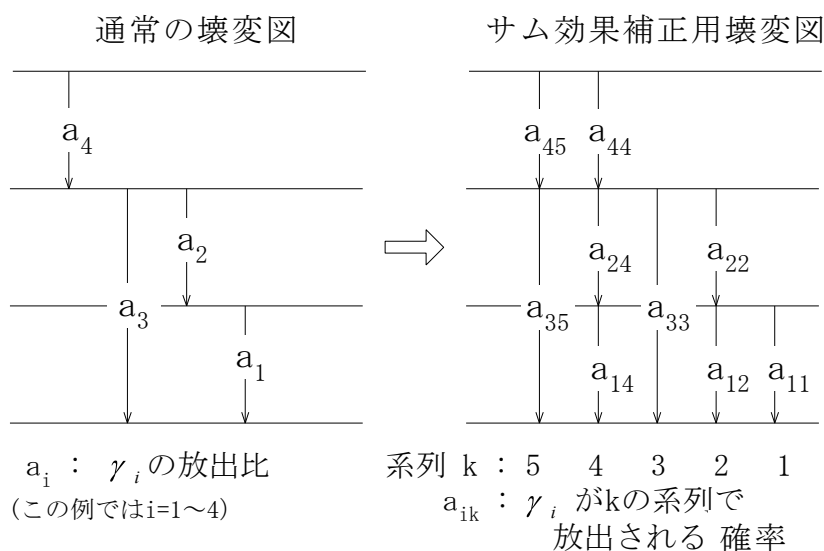 通常の壊変図
サム効果補正用壊変図
a4
a2
a3
a1
a45
a44
a24
a22
a35
a33
a14
a12
a11
ai : γiの放出比
(この例ではi=1～4)
系列 k : 5 4 3 2 1
aik : γi がkの系列で
放出される 確率